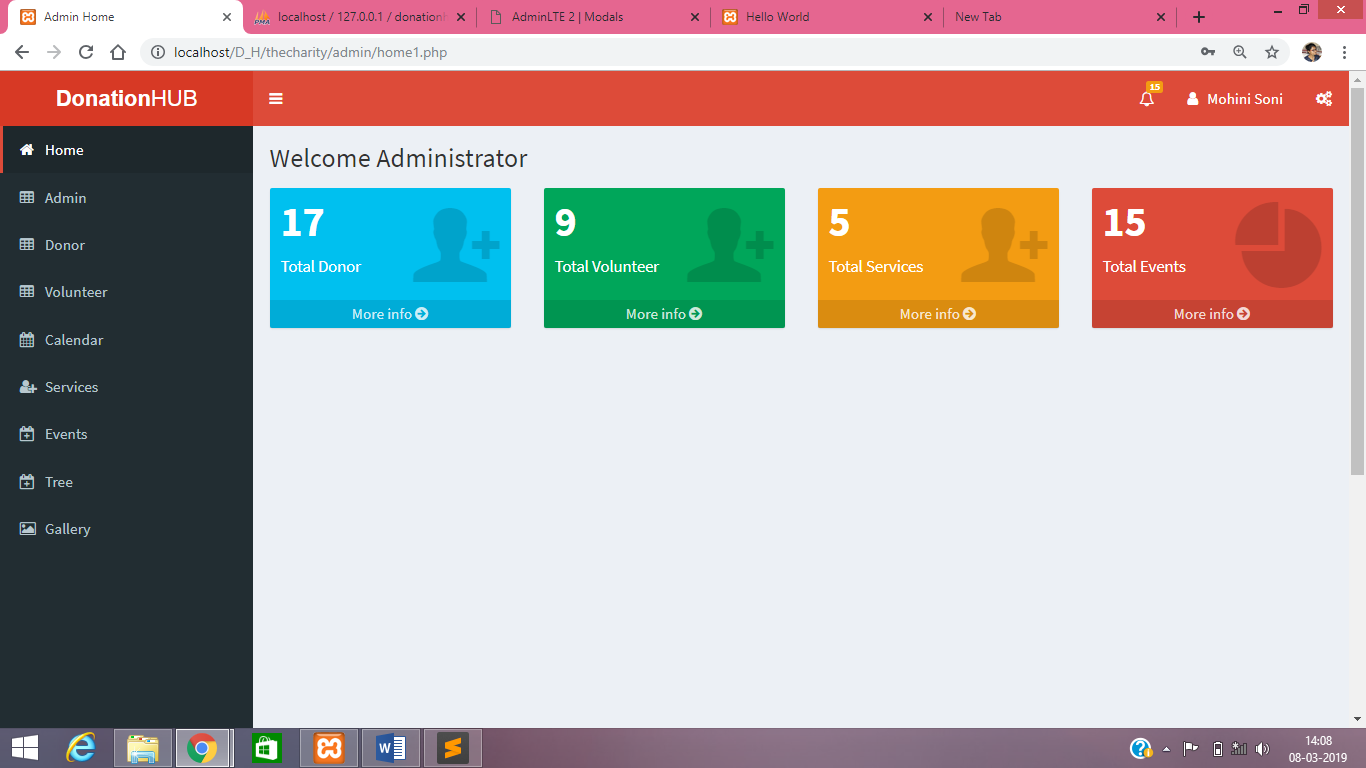 Admin Home
localhost / 127.0.0.1 / donation
AdminLTE 2 | Modals
Hello World
New Tab
localhost/D_H/thecharity/admin/home1.php
DonationHUB
15
Mohini Soni
Home
Admin
Donor
Volunteer
Calendar
Services
Events
Tree
Gallery
Welcome Administrator
17
Total Donor
More info
9
Total Volunteer
More info
5
Total Services
More info
15
Total Events
More info
14:08
08-03-2019